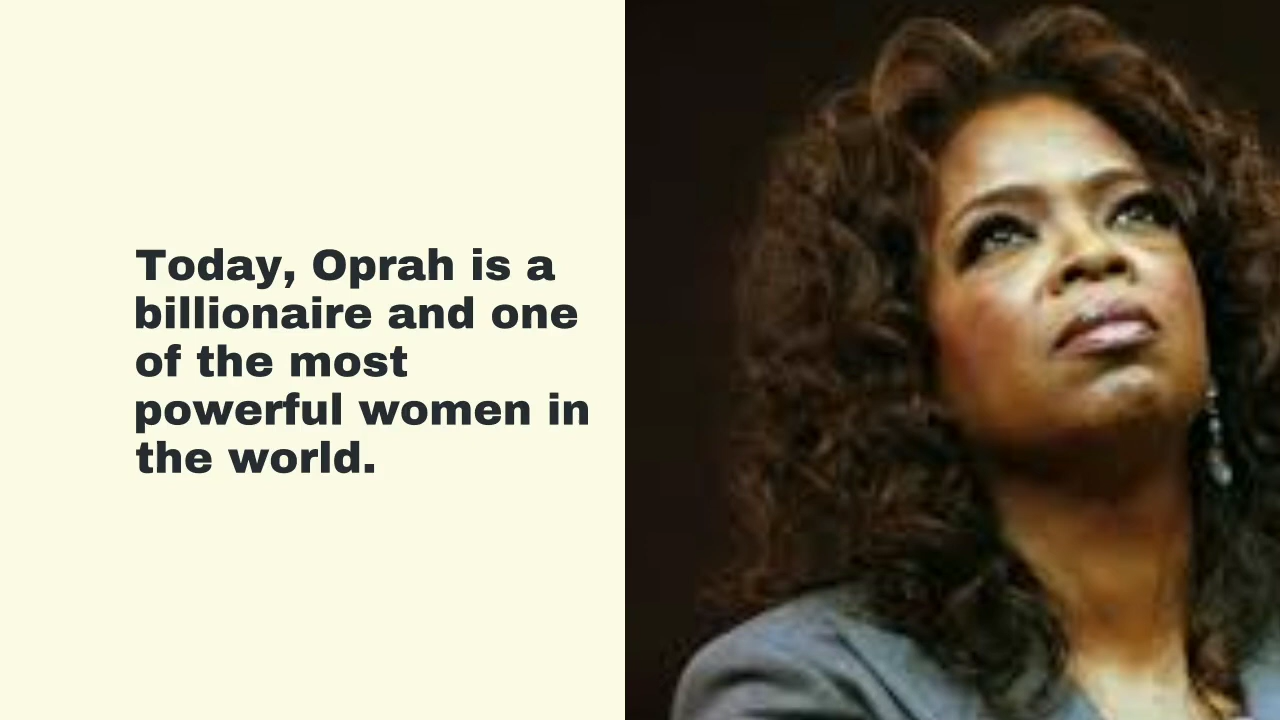 Today, Oprah is a
billionaire and one
of the most
powerful women in
the world.